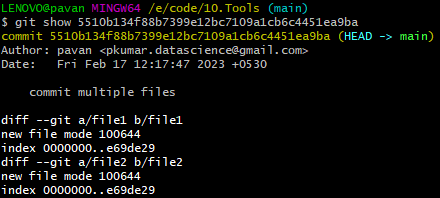 LENOVO@pavan MINGW64 /e/code/10.Tools (main)
$ git show 5510b134f88b7399e12bc7109a1cb6c4451ea9ba
commit 5510b134f88b7399e12bc7109a1cb6c4451ea9ba (HEAD -> main)
Author: pavan <pkumar.datascience@gmail.com>
Date:   Fri Feb 17 12:17:47 2023 +0530
    commit multiple files
diff --git a/file1 b/file1
new file mode 100644
index 0000000..e69de29
diff --git a/file2 b/file2
new file mode 100644
index 0000000..e69de29